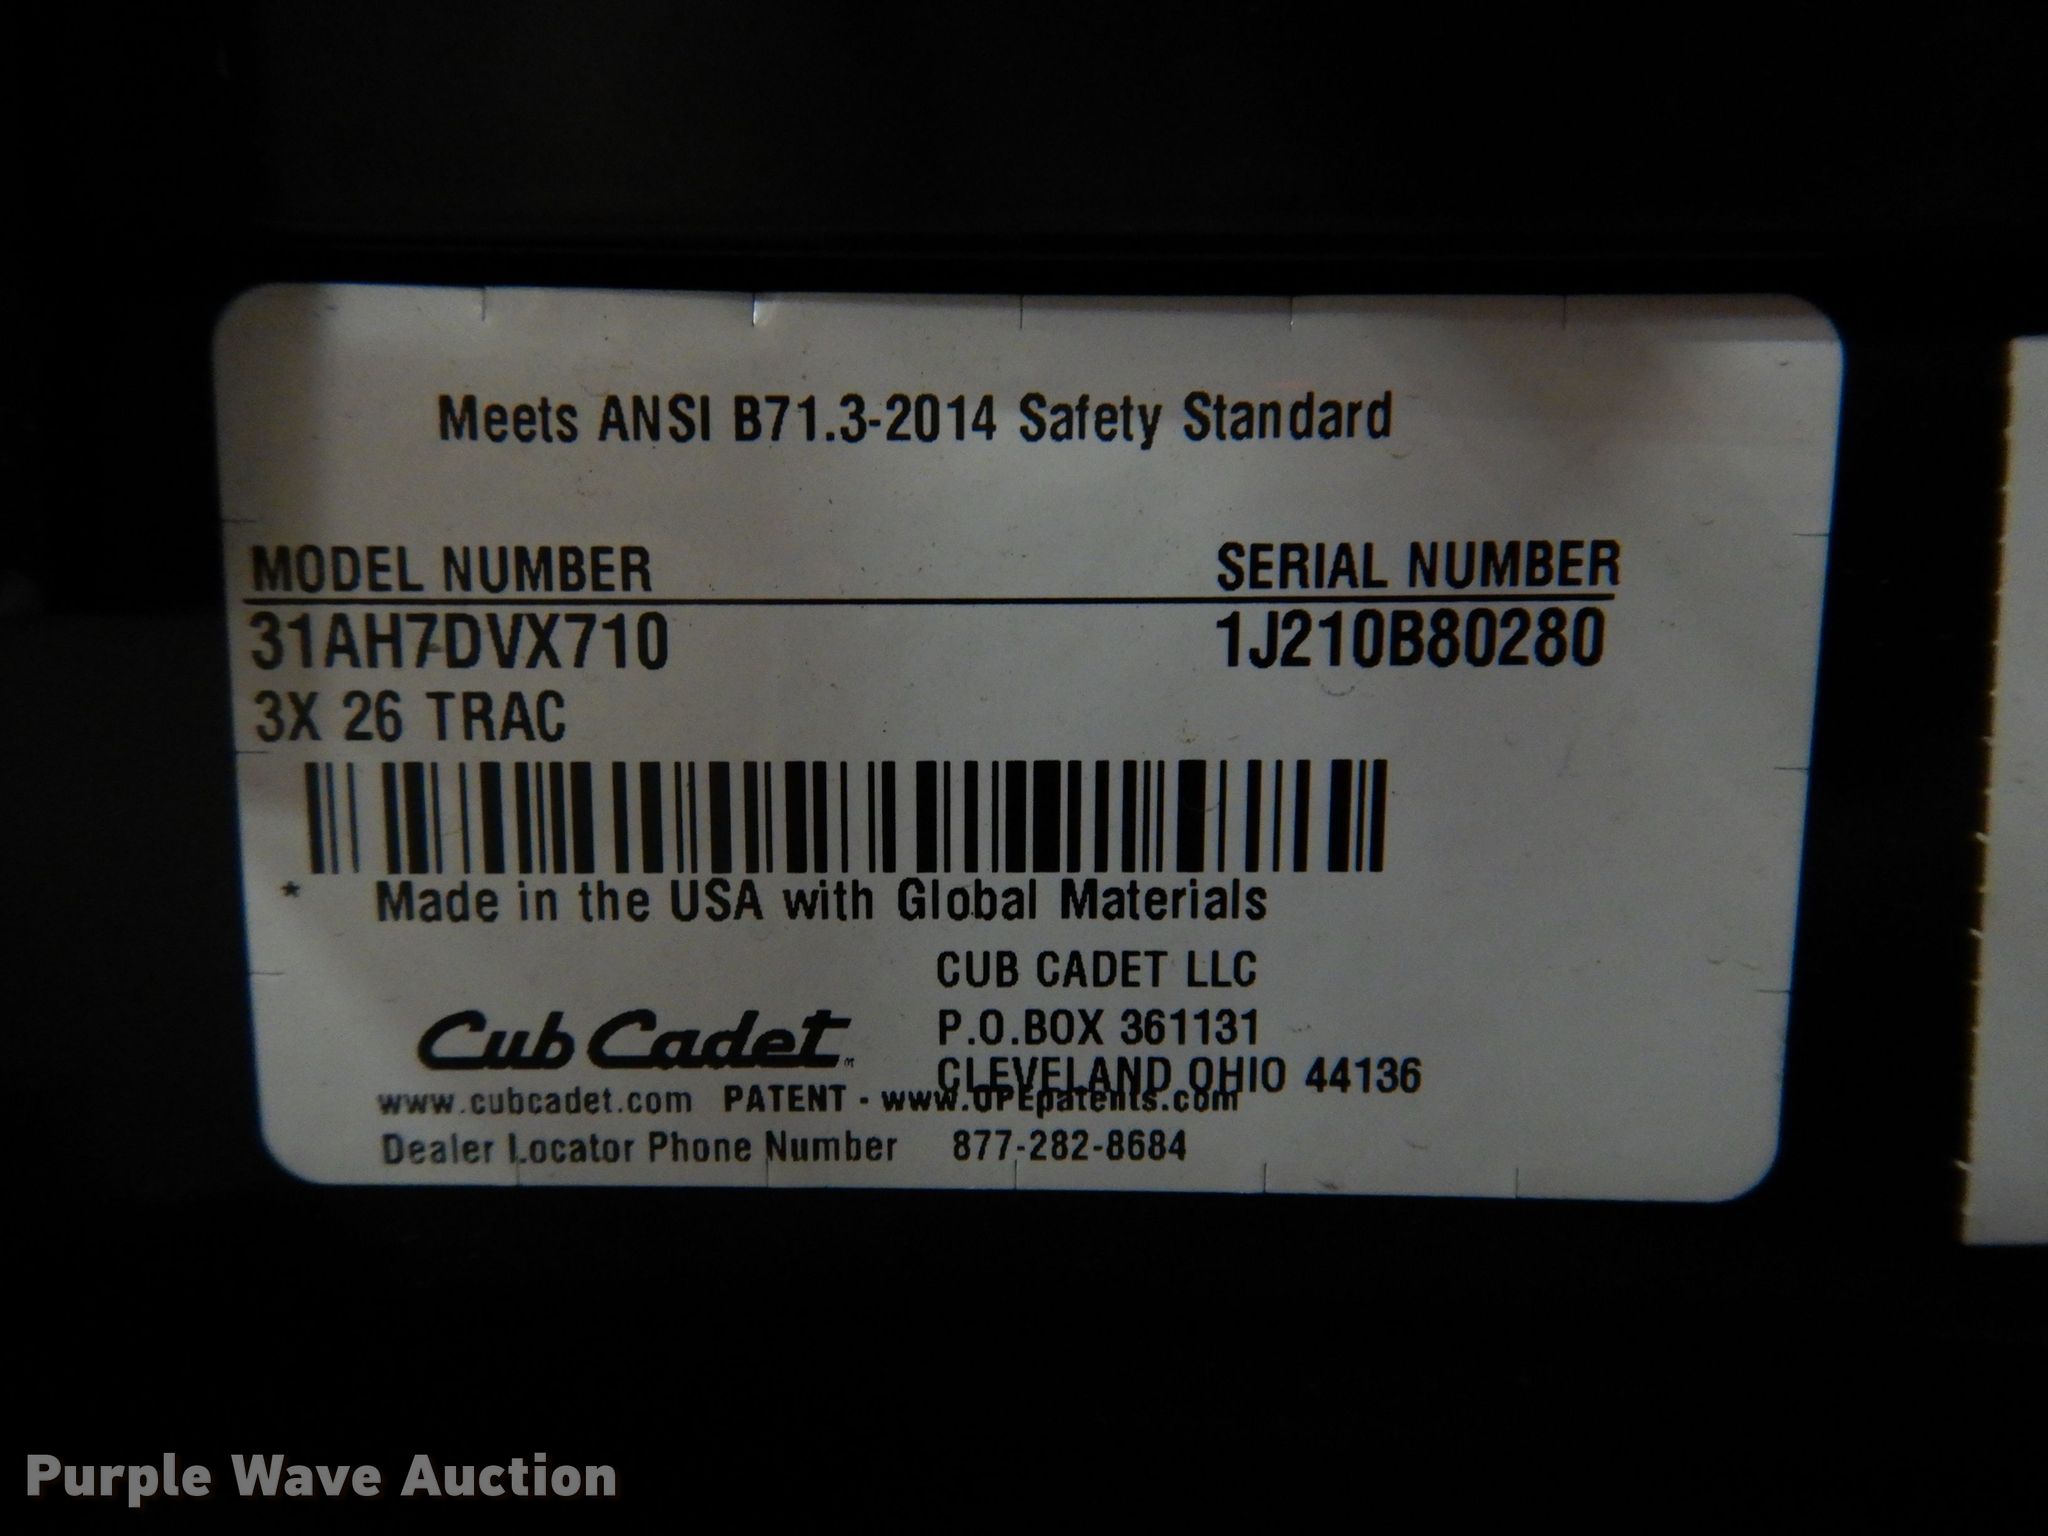 Meets ANSI B71.3-2014 Safety Standard
MODEL NUMBER SERIAL NUMBER
31AH7DVX710 1J210B80280
3X 26 TRAC
* Made in the USA with Global Materials
CUB CADET LLC
Cub Cadet P.O.BOX 361131
CLEVELAND OHIO 44136
www.cubcadet.com PATENT - www.OPEpatents.com
Dealer Locator Phone Number 877-282-8684
Purple Wave Auction